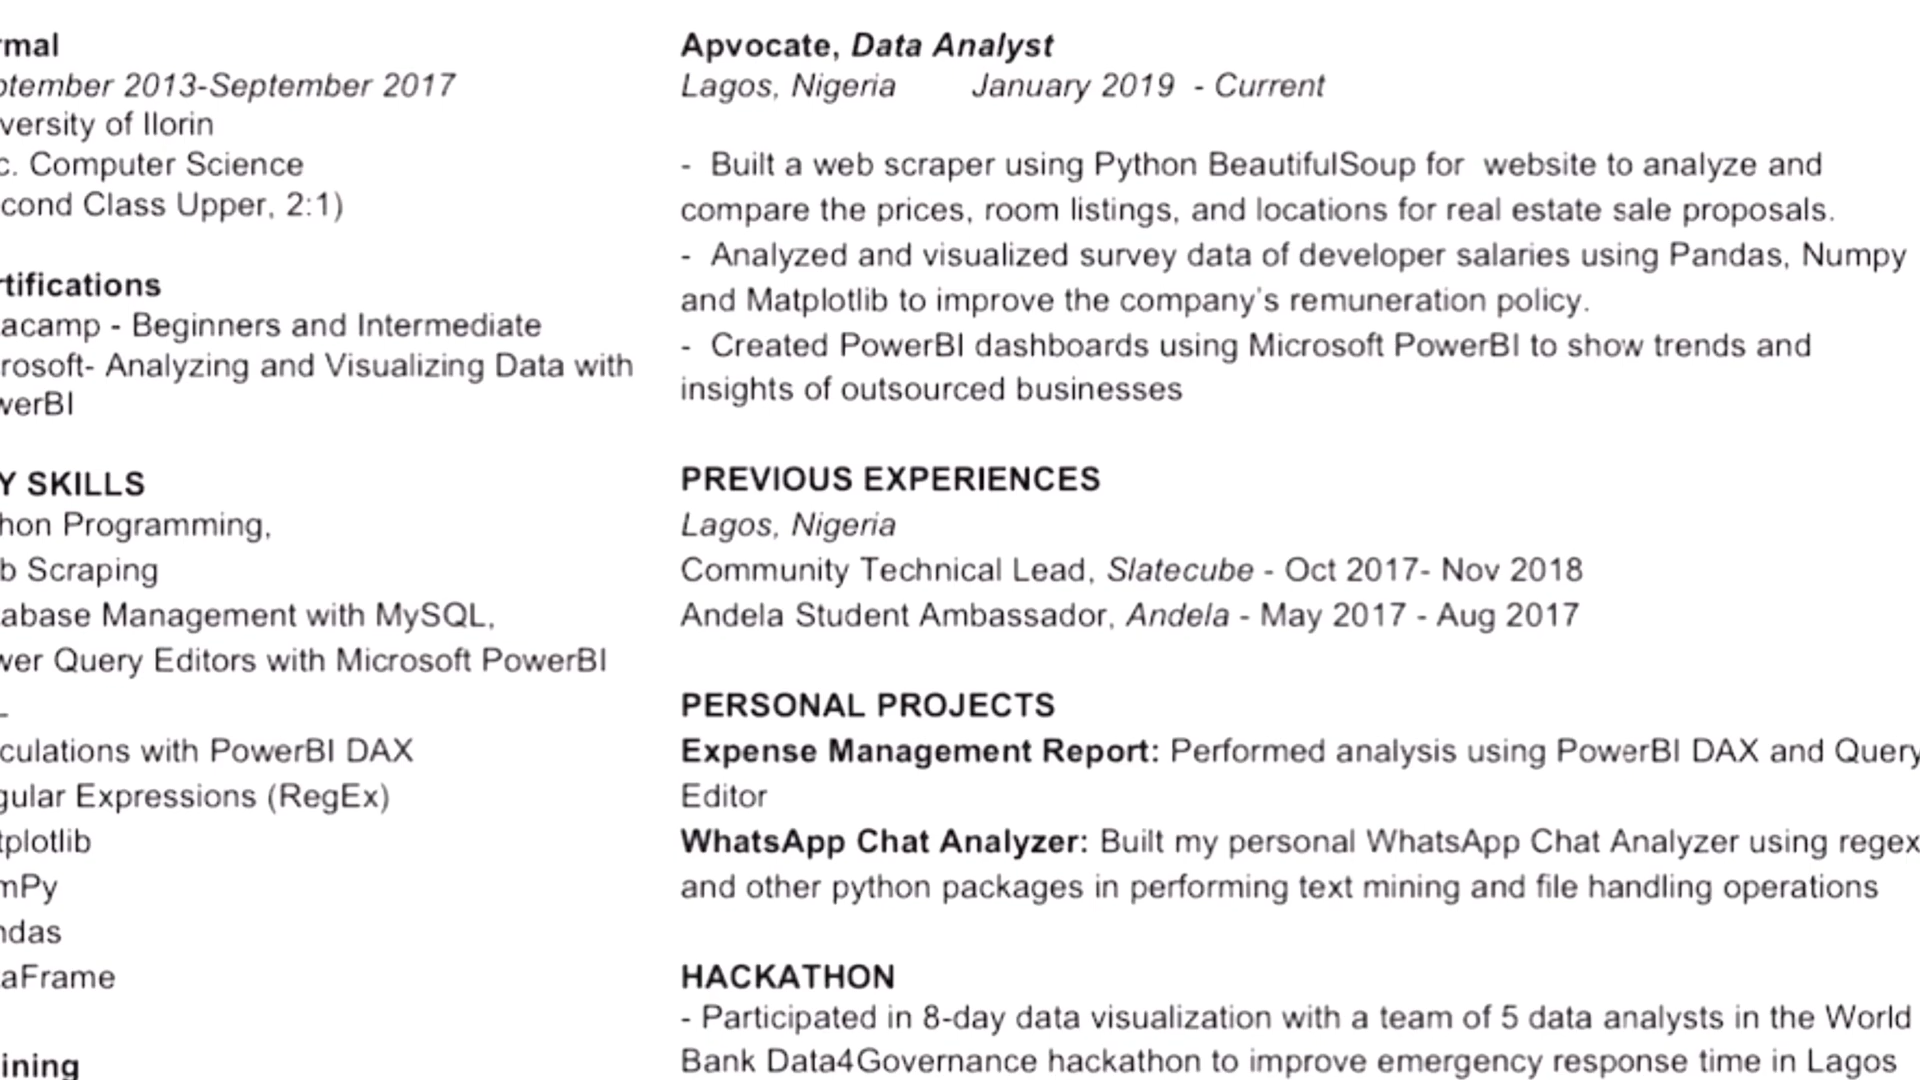 rmal
ptember 2013-September 2017
versity of Ilorin
c. Computer Science
cond Class Upper, 2:1)
rtifications
acamp - Beginners and Intermediate
rosoft- Analyzing and Visualizing Data with
werBI
Y SKILLS
hon Programming,
b Scraping
abase Management with MySQL,
wer Query Editors with Microsoft PowerBI
culations with PowerBI DAX
gular Expressions (RegEx)
tplotlib
mPy
ndas
aFrame
ining
Apvocate, Data Analyst
Lagos, Nigeria January 2019 - Current
- Built a web scraper using Python BeautifulSoup for website to analyze and
compare the prices, room listings, and locations for real estate sale proposals.
- Analyzed and visualized survey data of developer salaries using Pandas, Numpy
and Matplotlib to improve the company's remuneration policy.
- Created PowerBI dashboards using Microsoft PowerBI to show trends and
insights of outsourced businesses
PREVIOUS EXPERIENCES
Lagos, Nigeria
Community Technical Lead, Slatecube - Oct 2017- Nov 2018
Andela Student Ambassador, Andela - May 2017 - Aug 2017
PERSONAL PROJECTS
Expense Management Report: Performed analysis using PowerBI DAX and Query
Editor
WhatsApp Chat Analyzer: Built my personal WhatsApp Chat Analyzer using regex
and other python packages in performing text mining and file handling operations
HACKATHON
- Participated in 8-day data visualization with a team of 5 data analysts in the World
Bank Data4Governance hackathon to improve emergency response time in Lagos